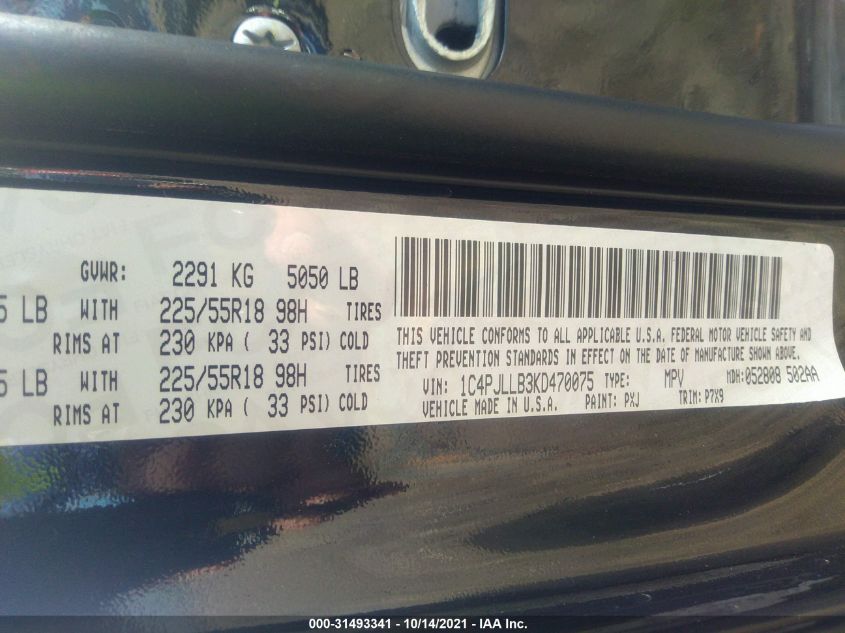 GVWR: 2291 KG 5050 LB
5 LB WITH 225/55R18 98H TIRES
RIMS AT 230 KPA ( 33 PSI) COLD
5 LB WITH 225/55R18 98H TIRES
RIMS AT 230 KPA ( 33 PSI) COLD
THIS VEHICLE CONFORMS TO ALL APPLICABLE U.S.A. FEDERAL MOTOR VEHICLE SAFETY AND
THEFT PREVENTION STANDARDS IN EFFECT ON THE DATE OF MANUFACTURE SHOWN ABOVE.
VIN: 1C4PJLLB3KD470075 TYPE: MPV MDH: 052808 502AA
VEHICLE MADE IN U.S.A. PAINT: PXJ TRIM: P7X9
000-31493341 - 10/14/2021 - IAA Inc.